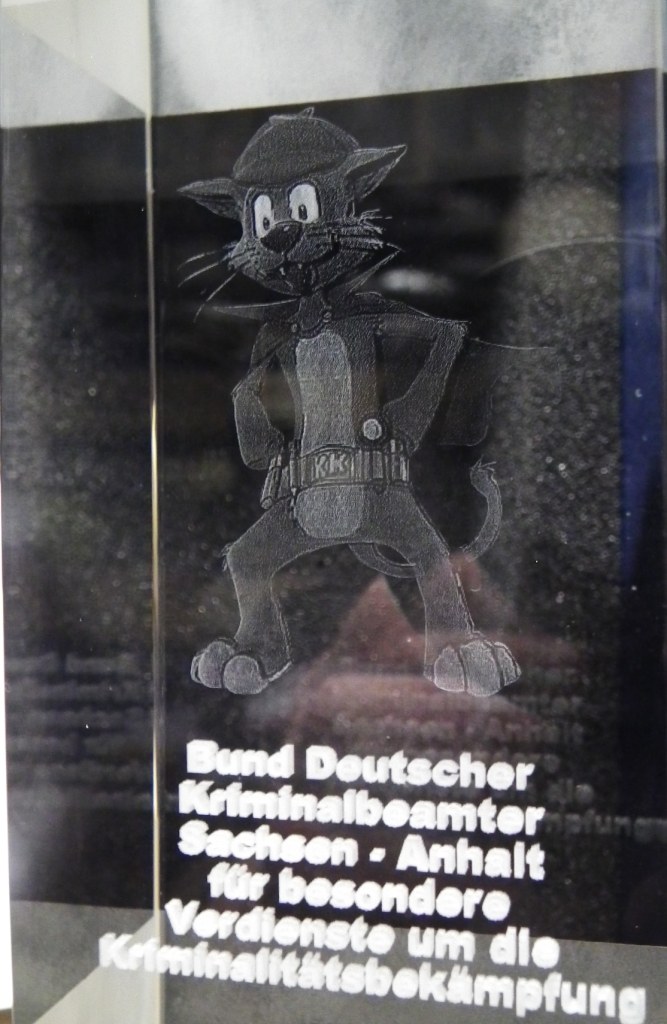 KK
Bund Deutscher
Kriminalbeamter
Sachsen - Anhalt
für besondere
Verdienste um die
Kriminalitätsbekämpfung